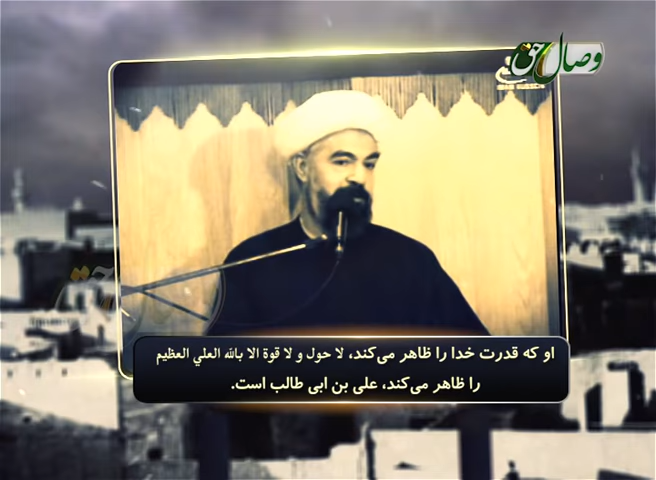 وصال حق
او که قدرت خدا را ظاهر می‌کند، لا حول و لا قوة الا بالله العلي العظيم
را ظاهر می‌کند، علی بن ابی طالب است.